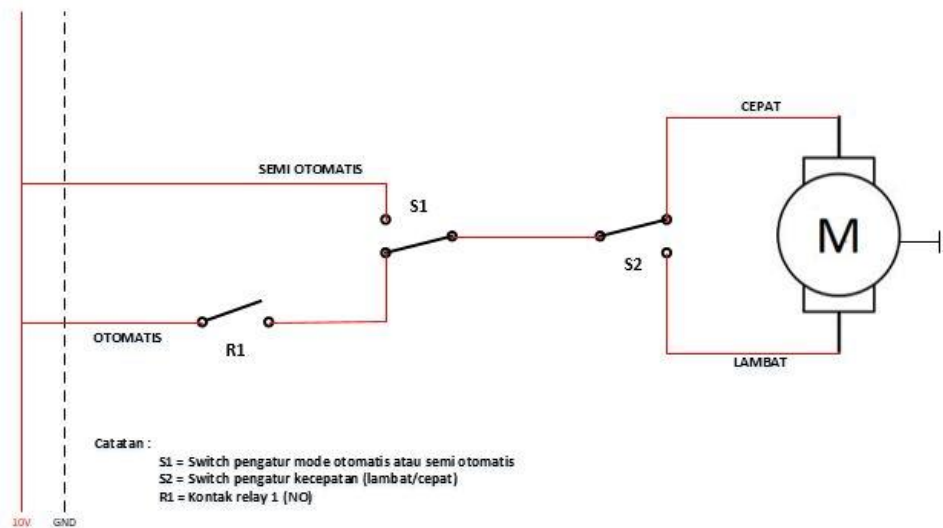 CEPAT
SEMI OTOMATIS
S1
M
S2
OTOMATIS
R1
LAMBAT
Catatan :
S1 = Switch pengatur mode otomatis atau semi otomatis
S2 = Switch pengatur kecepatan (lambat/cepat)
R1 = Kontak relay 1 (NO)
10V GND